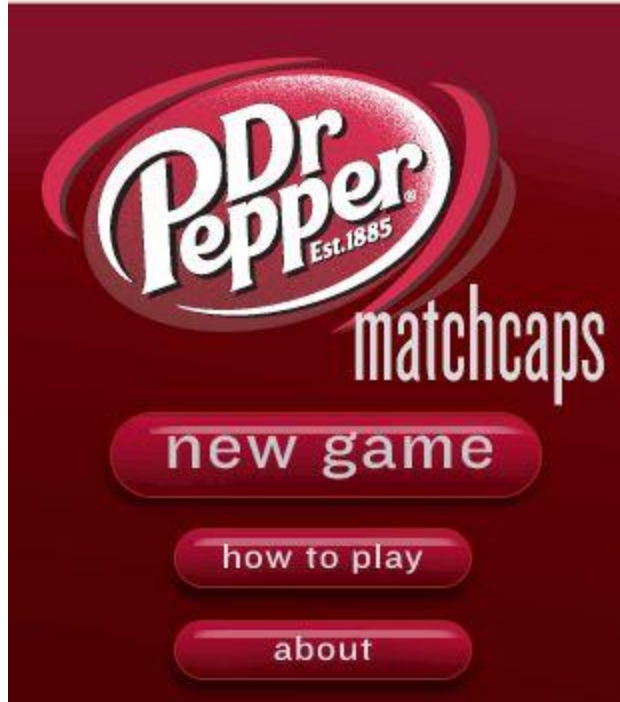 Dr
Pepper®
Est.1885
matchcaps
new game
how to play
about